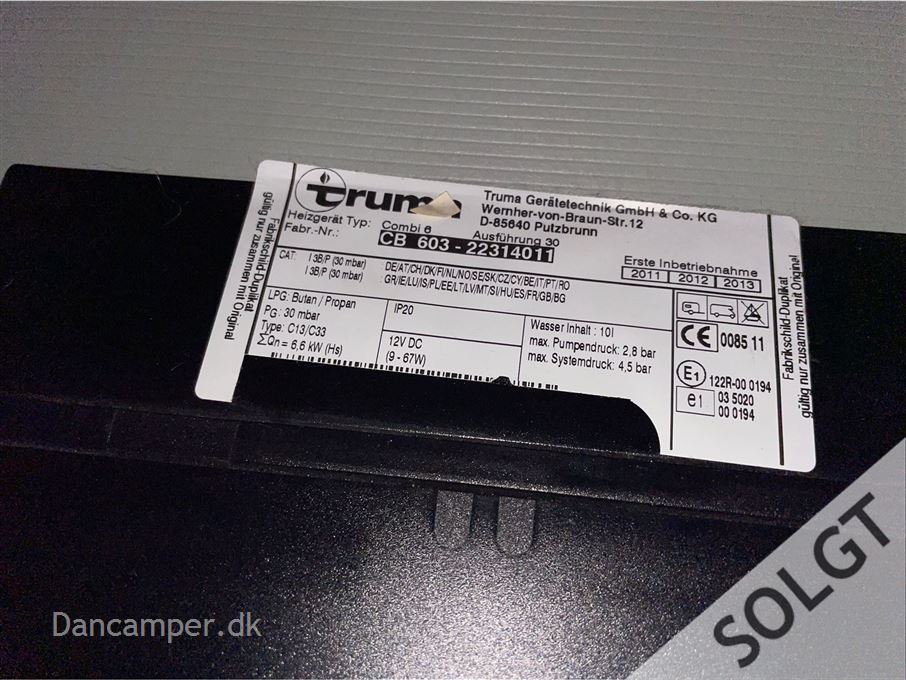 truma
Truma Gerätetechnik GmbH & Co. KG
Wernher-von-Braun-Str.12
D-85640 Putzbrunn
Heizgerät Typ: Combi 6 Ausführung 30
Fabr.-Nr.: CB 603 - 22314011
Erste Inbetriebnahme
2011 2012 2013
CAT: I 3B/P (30 mbar) : DE/AT/CH/DK/FI/NL/NO/SE/SK/CZ/CY/BE/IT/PT/RO
I 3B/P (30 mbar) : GR/IE/LU/IS/PL/EE/LT/LV/MT/SI/HU/ES/FR/GB/BG
LPG: Butan / Propan
PG: 30 mbar
Type: C13/C33
ΣQn = 6,6 kW (Hs)
IP20
12V DC
(9 - 67W)
Wasser Inhalt : 10l
max. Pumpendruck: 2,8 bar
max. Systemdruck: 4,5 bar
CE 0085 11
E1 122R-00 0194
e1 03 5020
00 0194
Fabrikschild-Duplikat
gültig nur zusammen mit Original
Fabrikschild-Duplikat
gültig nur zusammen mit Original
Dancamper.dk
SOLGT